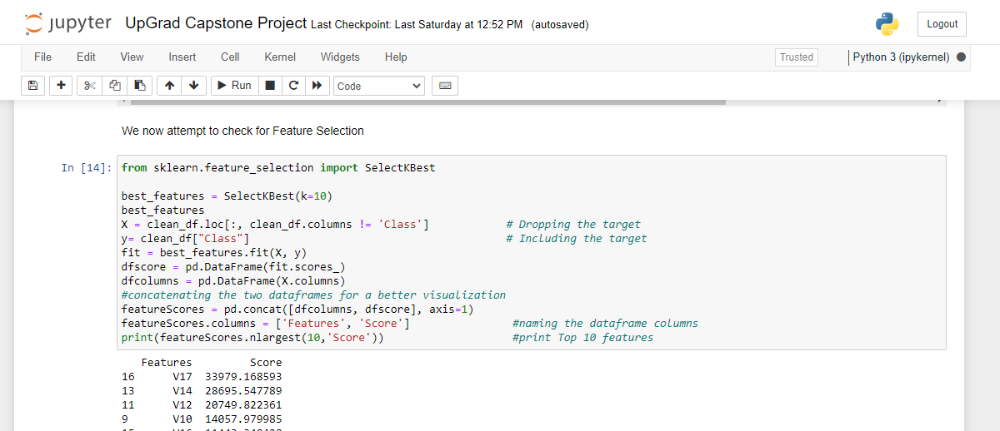 jupyter UpGrad Capstone Project Last Checkpoint: Last Saturday at 12:52 PM (autosaved)
Logout
File Edit View Insert Cell Kernel Widgets Help
Trusted
Python 3 (ipykernel)
Run
Code
We now attempt to check for Feature Selection
In [14]:
from sklearn.feature_selection import SelectKBest
best_features = SelectKBest(k=10)
best_features
X = clean_df.loc[:, clean_df.columns != 'Class'] # Dropping the target
y= clean_df["Class"] # Including the target
fit = best_features.fit(X, y)
dfscore = pd.DataFrame(fit.scores_)
dfcolumns = pd.DataFrame(X.columns)
#concatenating the two dataframes for a better visualization
featureScores = pd.concat([dfcolumns, dfscore], axis=1)
featureScores.columns = ['Features', 'Score'] #naming the dataframe columns
print(featureScores.nlargest(10,'Score')) #print Top 10 features
Features Score
16 V17 33979.168593
13 V14 28695.547789
11 V12 20749.822361
9 V10 14057.979985